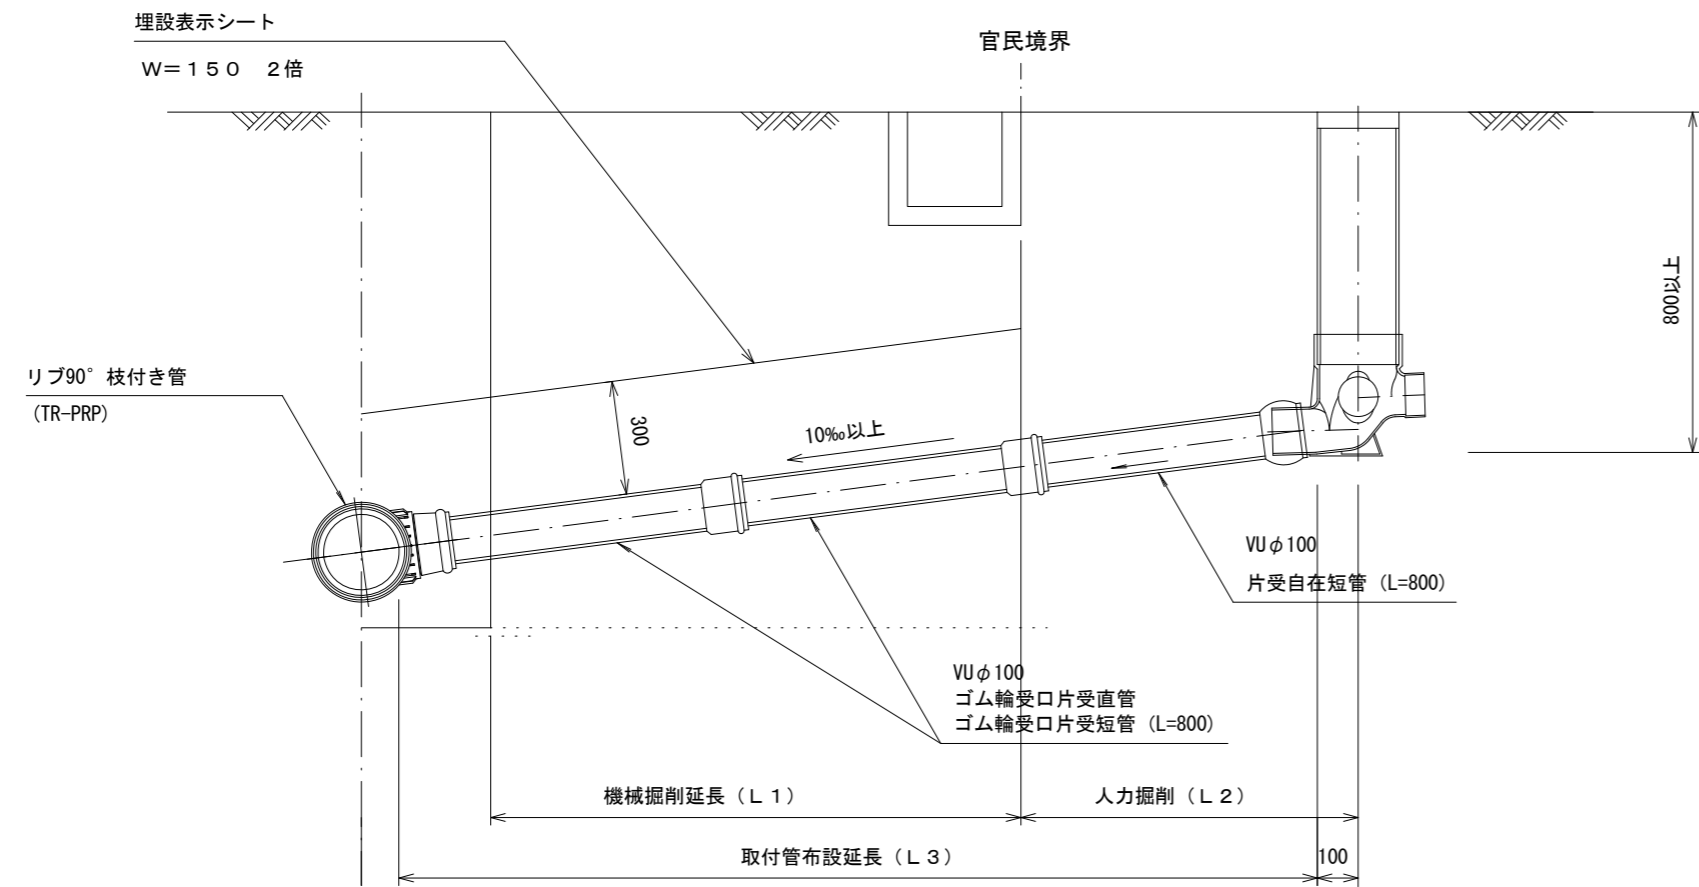 埋設表示シート
W=150 2倍
官民境界
800以上
リブ90°枝付き管
(TR-PRP)
300
10‰以上
VUφ100
片受自在短管 (L=800)
VUφ100
ゴム輪受口片受直管
ゴム輪受口片受短管 (L=800)
機械掘削延長(L1)
人力掘削(L2)
取付管布設延長(L3)
100